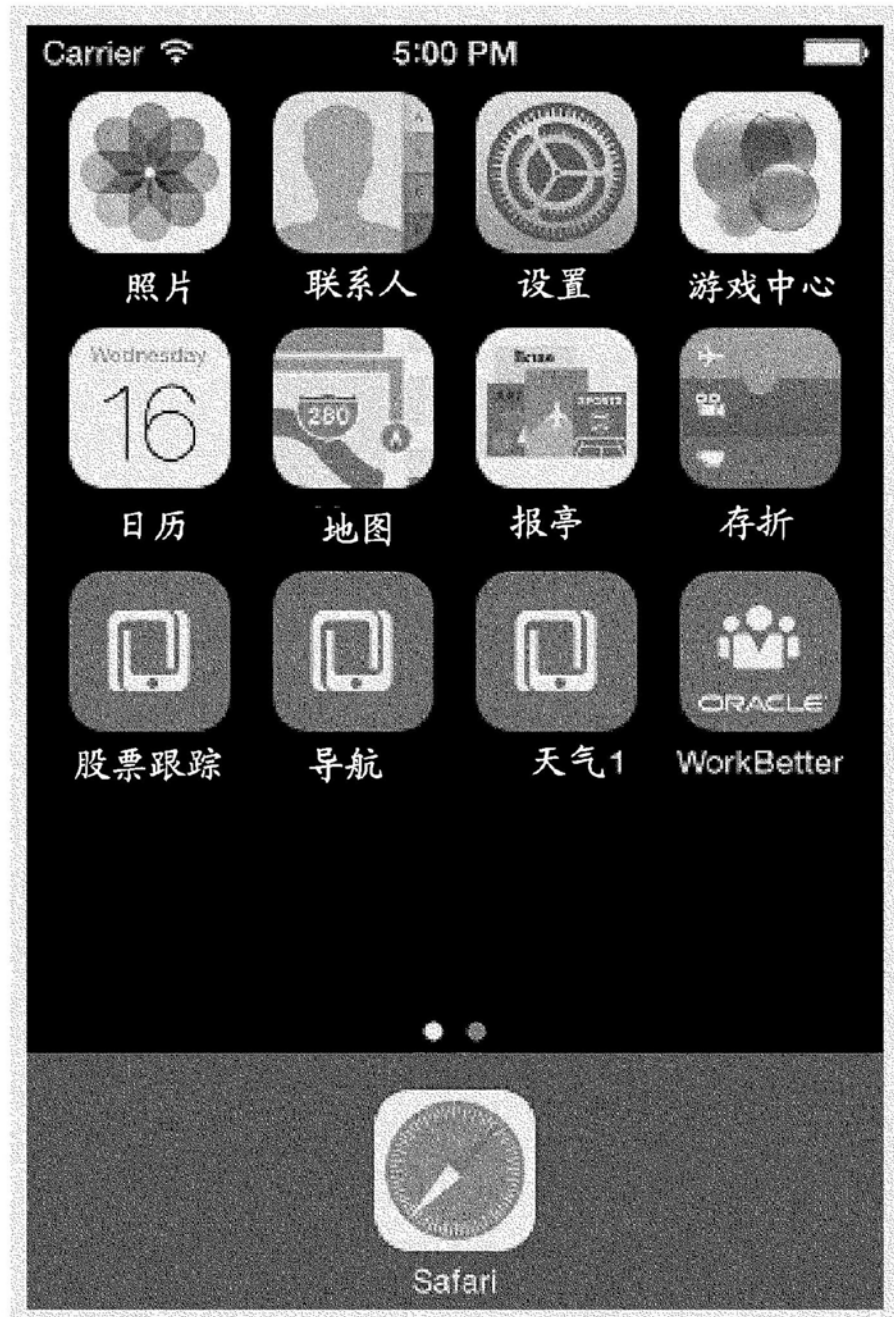 Carrier 5:00 PM
照片 联系人 设置 游戏中心
Wednesday
16
280
SPORTS
日历 地图 报亭 存折
ORACLE
股票跟踪 导航 天气1 WorkBetter
Safari